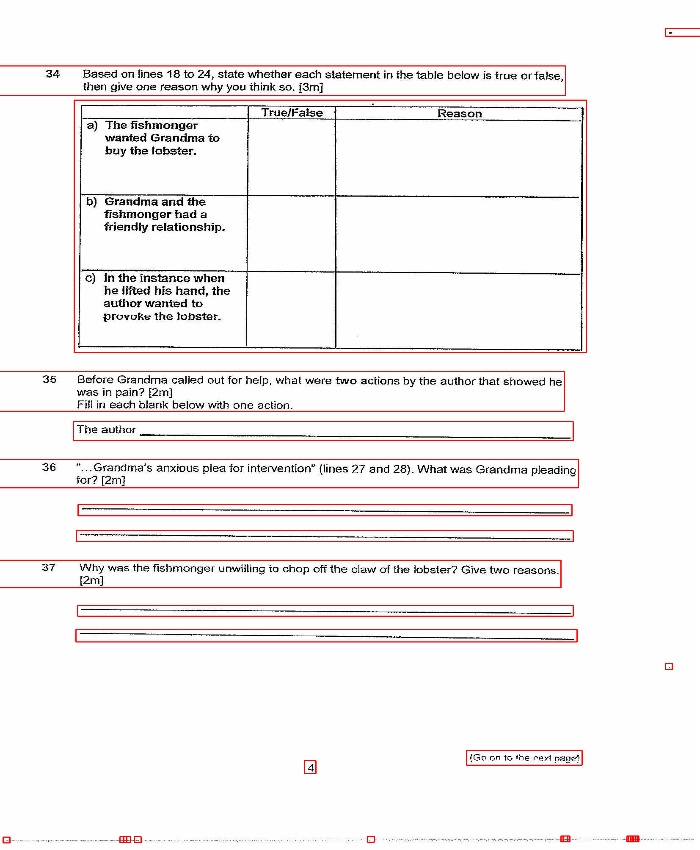 34 Based on lines 18 to 24, state whether each statement in the table below is true or false,
then give one reason why you think so. [3m]
True/False Reason
a) The fishmonger
wanted Grandma to
buy the lobster.
b) Grandma and the
fishmonger had a
friendly relationship.
c) In the instance when
he lifted his hand, the
author wanted to
provoke the lobster.
35 Before Grandma called out for help, what were two actions by the author that showed he
was in pain? [2m]
Fill in each blank below with one action.
The author
36 "...Grandma's anxious plea for intervention" (lines 27 and 28). What was Grandma pleading
for? [2m]
37 Why was the fishmonger unwilling to chop off the claw of the lobster? Give two reasons.
[2m]
(Go on to the next page)
4